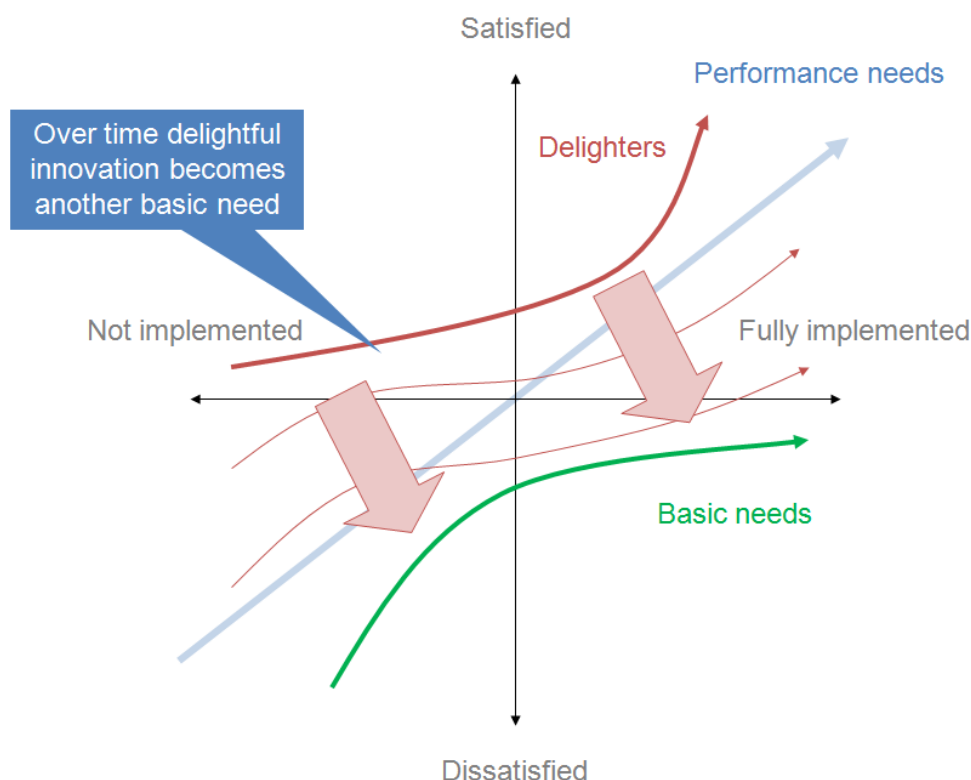 Satisfied
Performance needs
Over time delightful
innovation becomes
another basic need
Delighters
Not implemented
Fully implemented
Basic needs
Dissatisfied